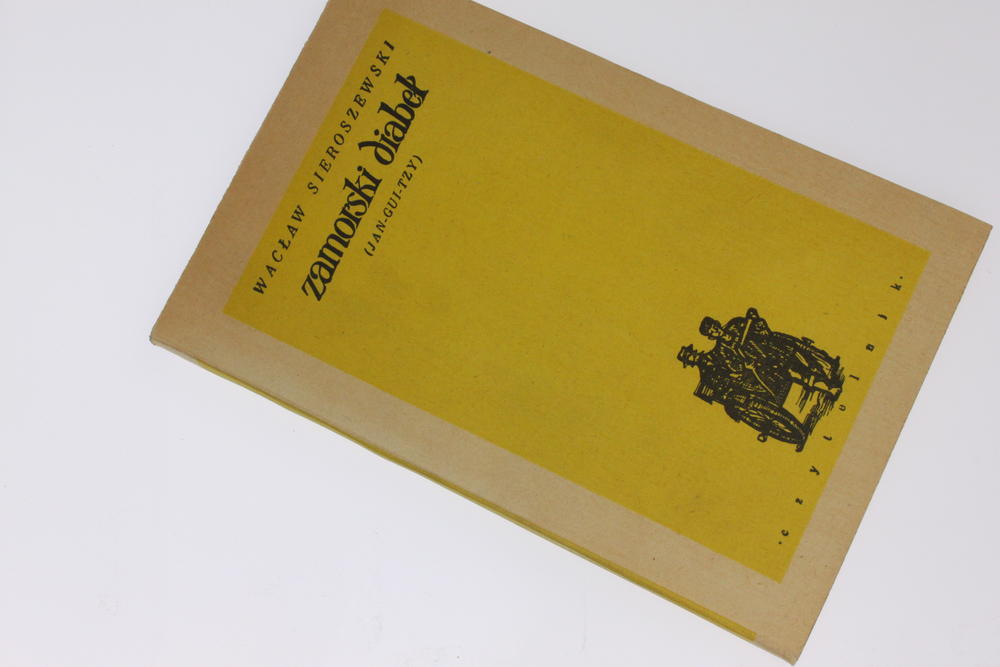 WACŁAW SIEROSZEWSKI
zamorski diabeł
(JAN-GUI-TZY)
·czytelnik·